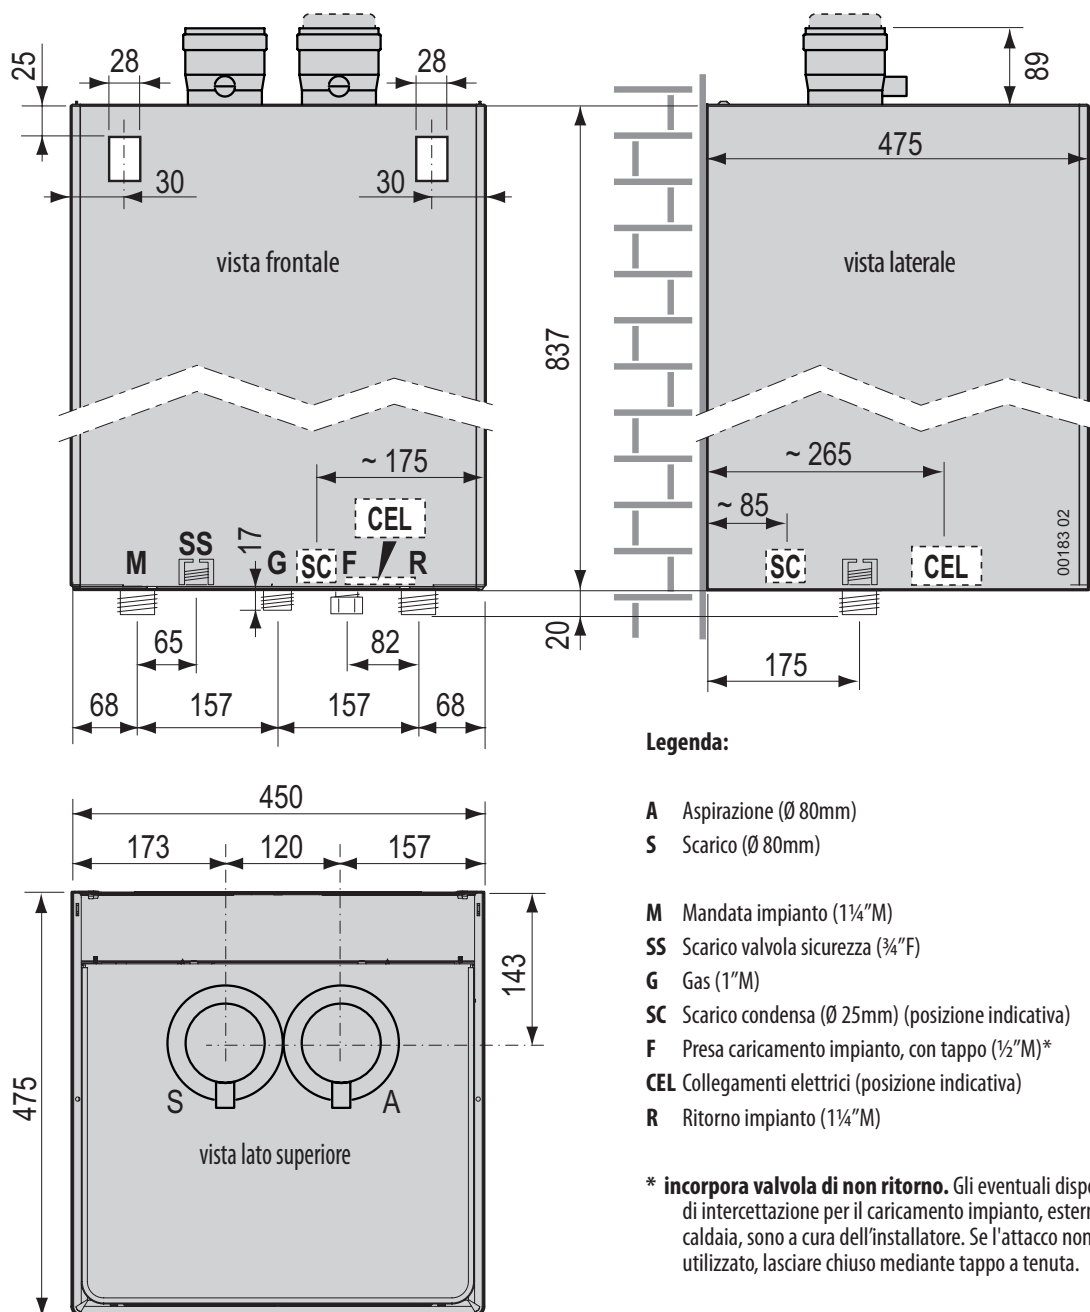 25
28
28
89
475
30
30
vista frontale
vista laterale
837
~ 175
~ 265
~ 85
CEL
M
SS
17
G
SC
F
R
SC
CEL
00183 02
20
65
82
175
68
157
157
68
450
173
120
157
143
475
S
A
vista lato superiore
Legenda:
A Aspirazione (Ø 80mm)
S Scarico (Ø 80mm)
M Mandata impianto (1¼”M)
SS Scarico valvola sicurezza (¾”F)
G Gas (1”M)
SC Scarico condensa (Ø 25mm) (posizione indicativa)
F Presa caricamento impianto, con tappo (½”M)*
CEL Collegamenti elettrici (posizione indicativa)
R Ritorno impianto (1¼”M)
* incorpora valvola di non ritorno. Gli eventuali
di intercettazione per il caricamento impianto,
caldaia, sono a cura dell’installatore. Se l'attacco non
utilizzato, lasciare chiuso mediante tappo a tenuta.